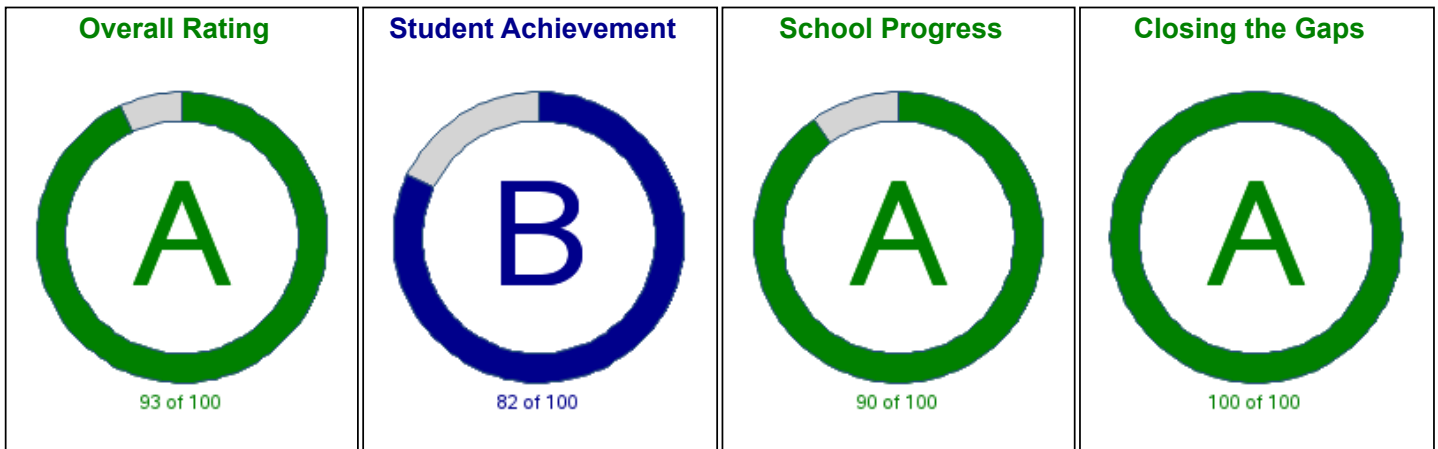 Overall Rating
A
93 of 100
Student Achievement
B
82 of 100
School Progress
A
90 of 100
Closing the Gaps
A
100 of 100